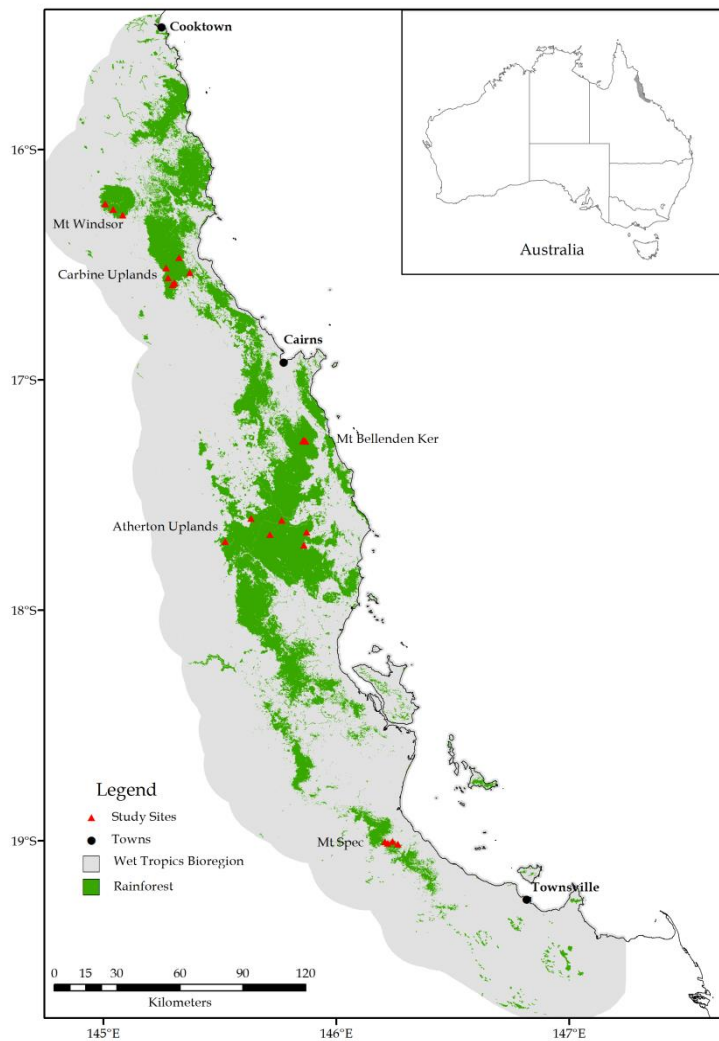 Cooktown
16°S
Mt Windsor
Carbine Uplands
Australia
Cairns
17°S
Mt Bellenden Ker
Atherton Uplands
18°S
Legend
Study Sites
Towns
Wet Tropics Bioregion
Rainforest
19°S
Mt Spec
Townsville
0 15 30 60 90 120
Kilometers
145°E 146°E 147°E